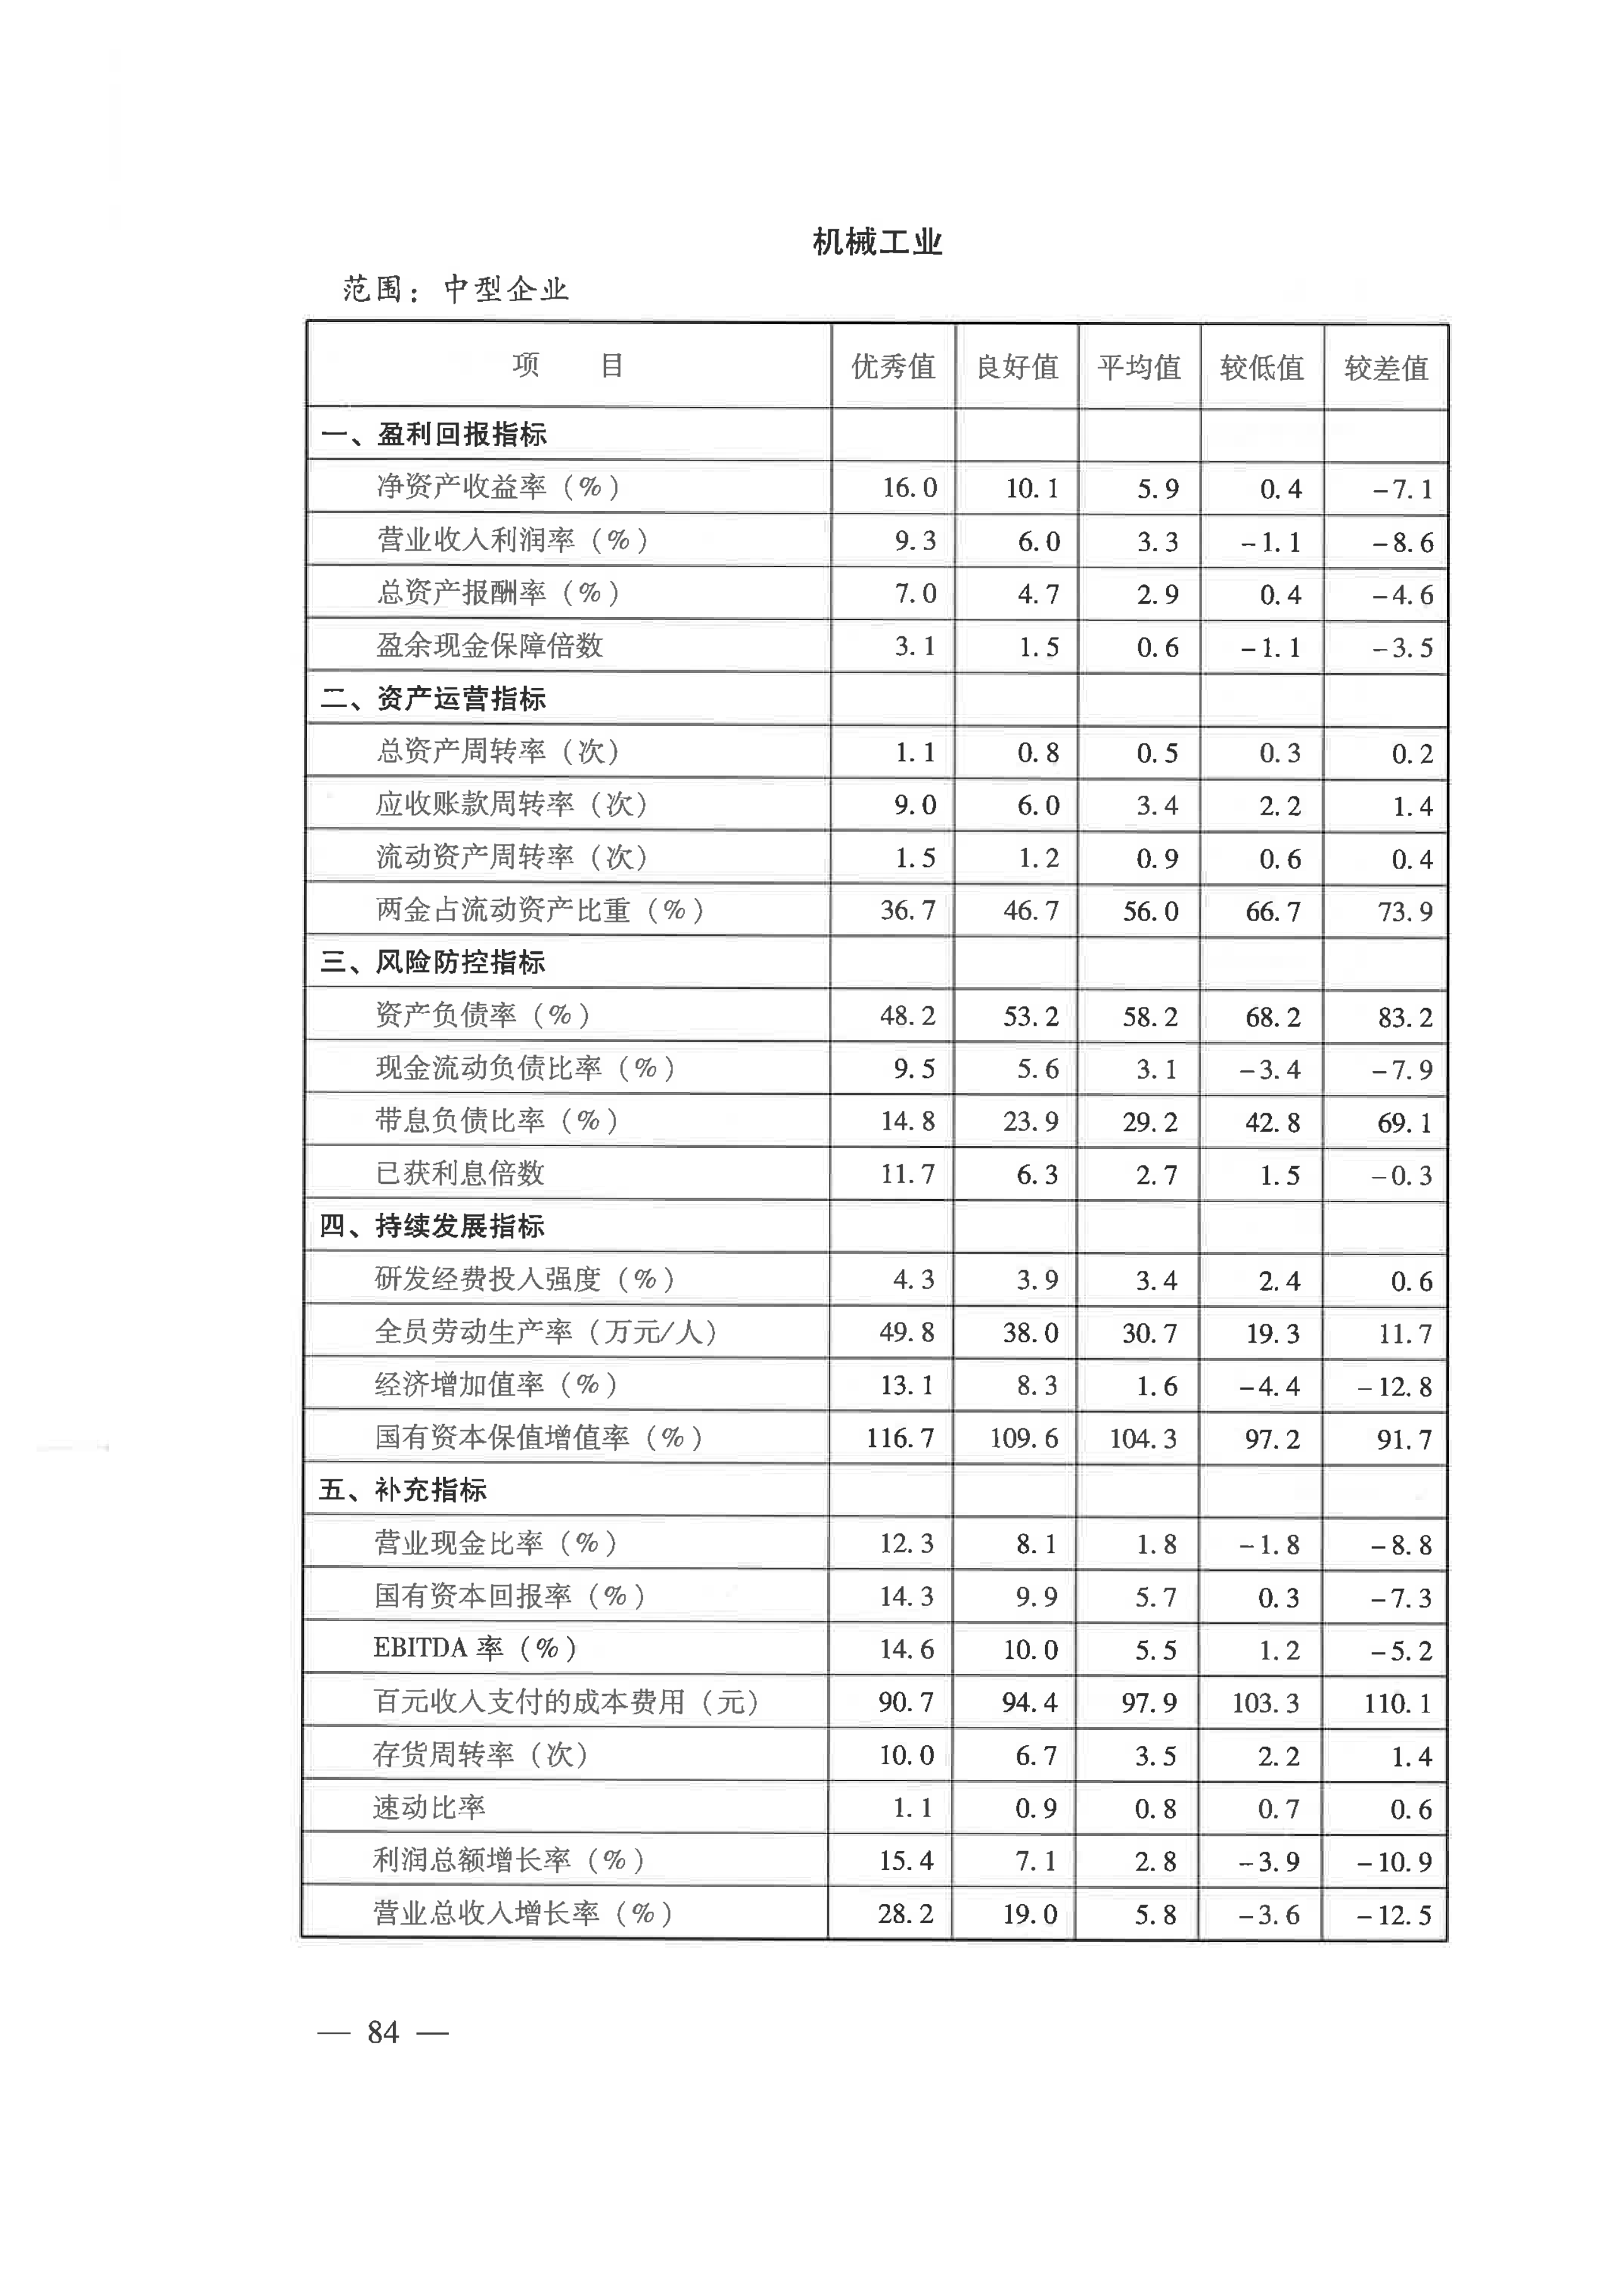 机械工业
范围：中型企业
项 目 优秀值 良好值 平均值 较低值 较差值
一、盈利回报指标
净资产收益率（%） 16.0 10.1 5.9 0.4 -7.1
营业收入利润率（%） 9.3 6.0 3.3 -1.1 -8.6
总资产报酬率（%） 7.0 4.7 2.9 0.4 -4.6
盈余现金保障倍数 3.1 1.5 0.6 -1.1 -3.5
二、资产运营指标
总资产周转率（次） 1.1 0.8 0.5 0.3 0.2
应收账款周转率（次） 9.0 6.0 3.4 2.2 1.4
流动资产周转率（次） 1.5 1.2 0.9 0.6 0.4
两金占流动资产比重（%） 36.7 46.7 56.0 66.7 73.9
三、风险防控指标
资产负债率（%） 48.2 53.2 58.2 68.2 83.2
现金流动负债比率（%） 9.5 5.6 3.1 -3.4 -7.9
带息负债比率（%） 14.8 23.9 29.2 42.8 69.1
已获利息倍数 11.7 6.3 2.7 1.5 -0.3
四、持续发展指标
研发经费投入强度（%） 4.3 3.9 3.4 2.4 0.6
全员劳动生产率（万元/人） 49.8 38.0 30.7 19.3 11.7
经济增加值率（%） 13.1 8.3 1.6 -4.4 -12.8
国有资本保值增值率（%） 116.7 109.6 104.3 97.2 91.7
五、补充指标
营业现金比率（%） 12.3 8.1 1.8 -1.8 -8.8
国有资本回报率（%） 14.3 9.9 5.7 0.3 -7.3
EBITDA 率（%） 14.6 10.0 5.5 1.2 -5.2
百元收入支付的成本费用（元） 90.7 94.4 97.9 103.3 110.1
存货周转率（次） 10.0 6.7 3.5 2.2 1.4
速动比率 1.1 0.9 0.8 0.7 0.6
利润总额增长率（%） 15.4 7.1 2.8 -3.9 -10.9
营业总收入增长率（%） 28.2 19.0 5.8 -3.6 -12.5
— 84 —